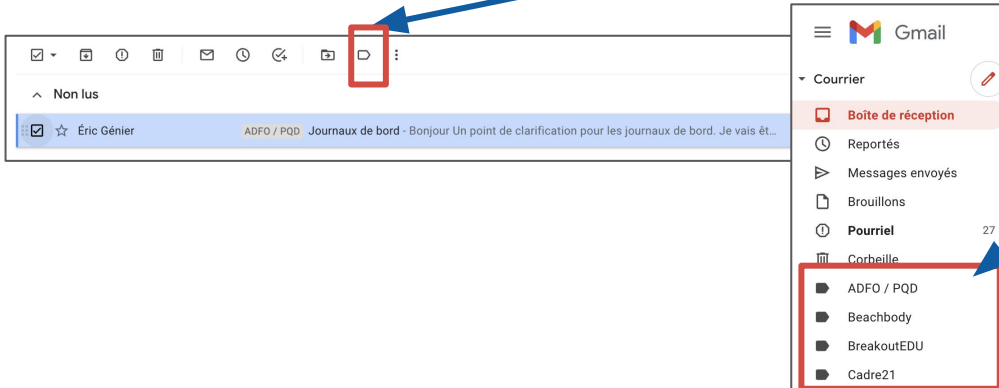 Non lus
Éric Génier ADFO / PQD Journaux de bord - Bonjour Un point de clarification pour les journaux de bord. Je vais êt...
Gmail
Courrier
Boîte de réception
Reportés
Messages envoyés
Brouillons
Pourriel 27
Corbeille
ADFO / PQD
Beachbody
BreakoutEDU
Cadre21